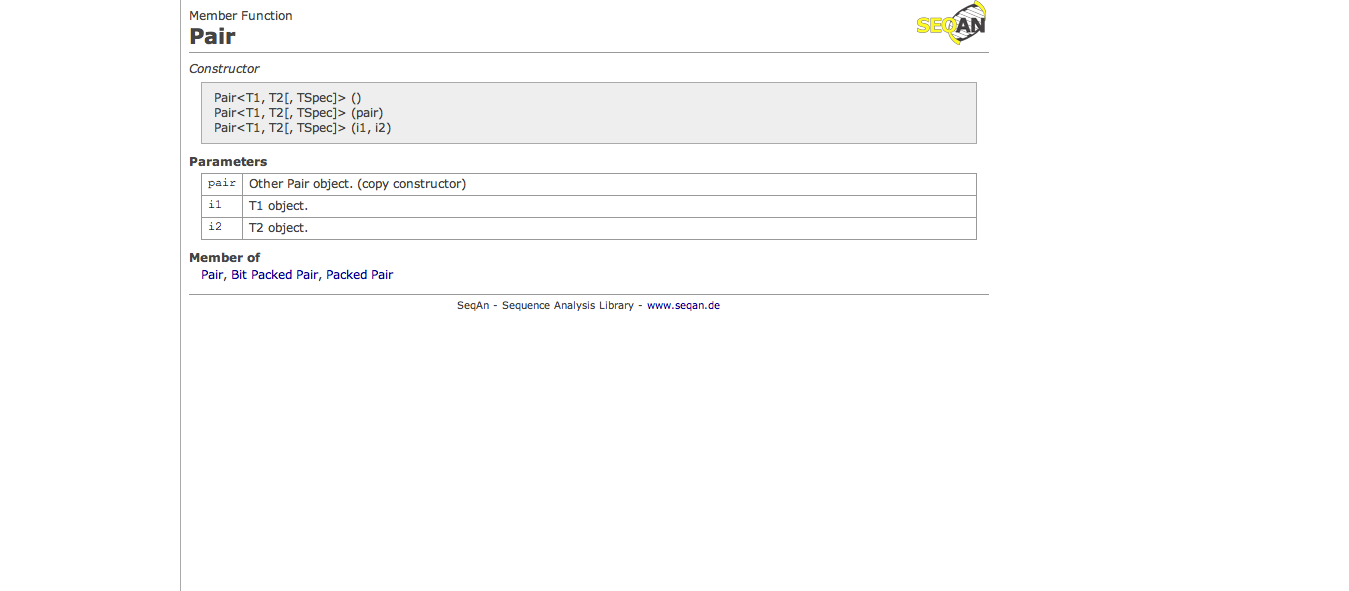 Member Function
SEQAN
Pair
Constructor
Pair<T1, T2[, TSpec]> ()
Pair<T1, T2[, TSpec]> (pair)
Pair<T1, T2[, TSpec]> (i1, i2)
Parameters
pair Other Pair object. (copy constructor)
i1 T1 object.
i2 T2 object.
Member of
Pair, Bit Packed Pair, Packed Pair
SeqAn - Sequence Analysis Library - www.seqan.de